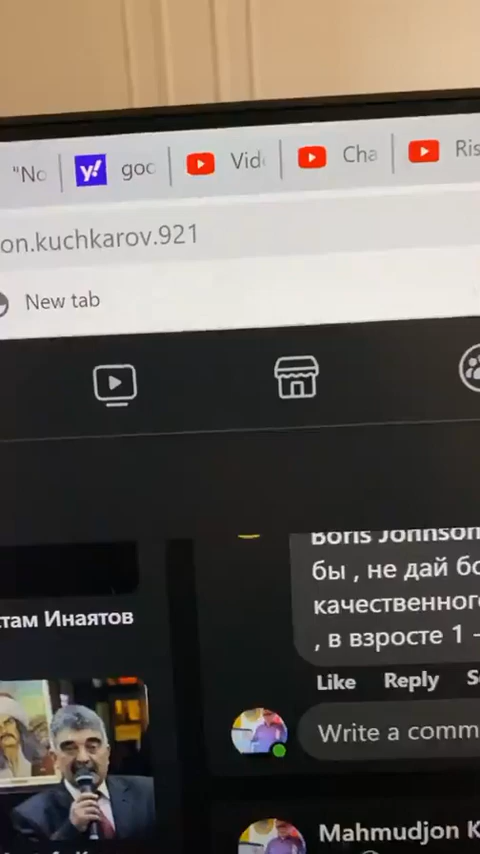 "No
y!
goo
Vid
Cha
Ris
on.kuchkarov.921
New tab
там Инаятов
Boris Johnson
бы , не дай бо
качественног
, в взросте 1 -
Like Reply S
Write a comm
Mahmudjon K